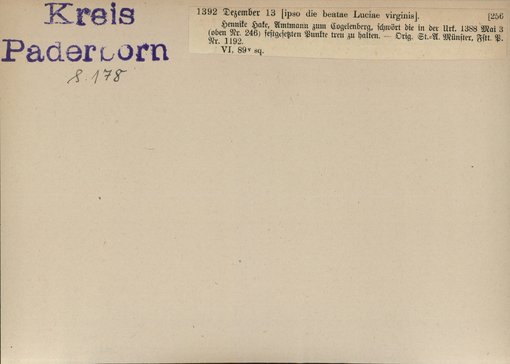 Kreis
Paderborn
S. 178
1392 Dezember 13 [ipso die beatae Luciae virginis]. [256
Hennike Hake, Amtmann zum Cogelenberg, schwört die in der Urk. 1388 Mai 3
(oben Nr. 246) festgesetzten Punkte treu zu halten. — Orig. St.-A. Münster, Fstt. P.
Nr. 1192.
VI, 89v sq.